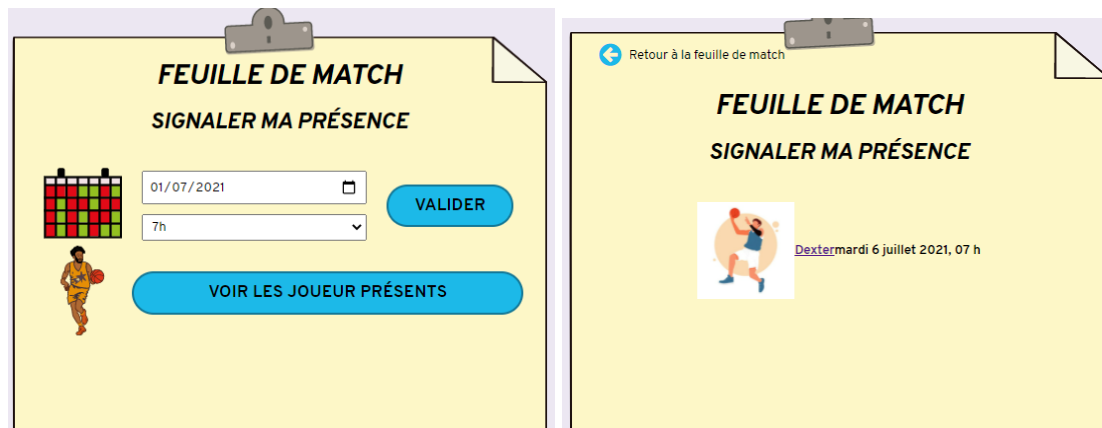 FEUILLE DE MATCH
SIGNALER MA PRÉSENCE
01/07/2021
VALIDER
7h
VOIR LES JOUEUR PRÉSENTS
Retour à la feuille de match
FEUILLE DE MATCH
SIGNALER MA PRÉSENCE
Dextermardi 6 juillet 2021, 07 h